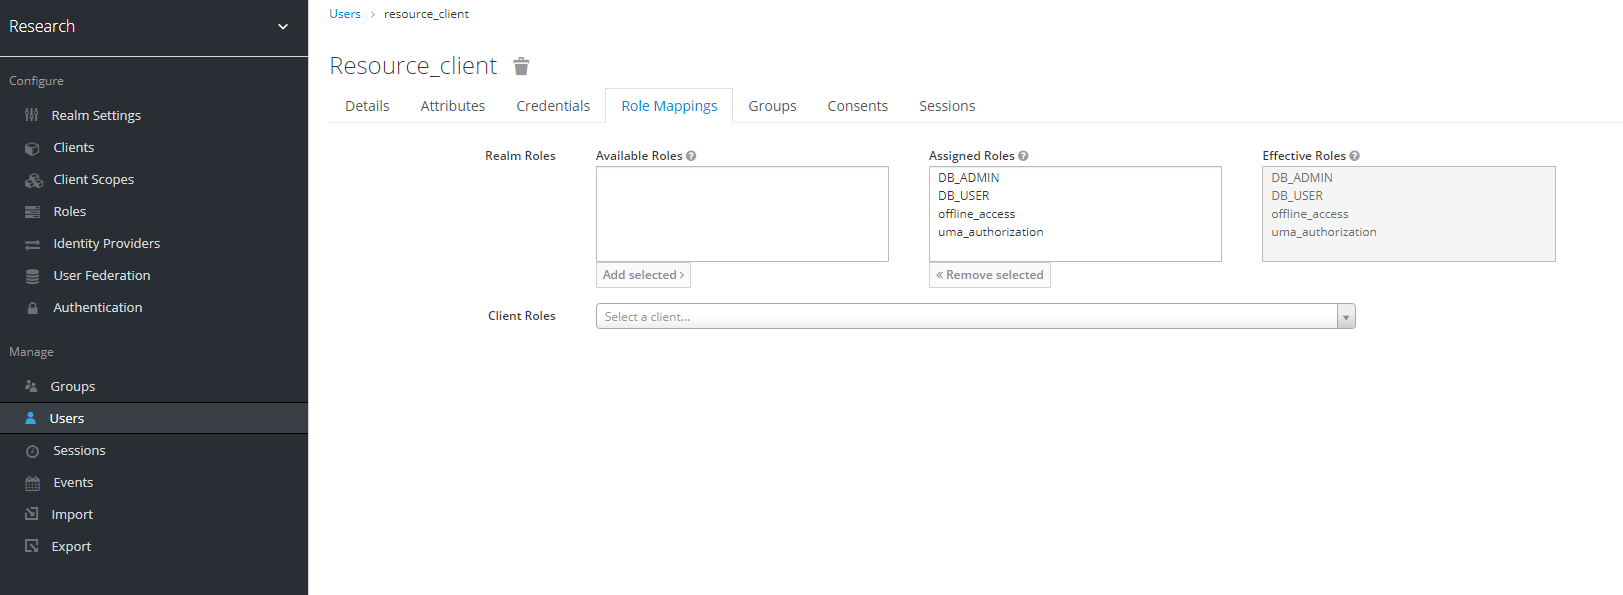 Research
Configure
Realm Settings
Clients
Client Scopes
Roles
Identity Providers
User Federation
Authentication
Manage
Groups
Users
Sessions
Events
Import
Export
Users > resource_client
Resource_client
Details Attributes Credentials Role Mappings Groups Consents Sessions
Realm Roles
Available Roles
Add selected >
Assigned Roles
DB_ADMIN
DB_USER
offline_access
uma_authorization
« Remove selected
Effective Roles
DB_ADMIN
DB_USER
offline_access
uma_authorization
Client Roles
Select a client...